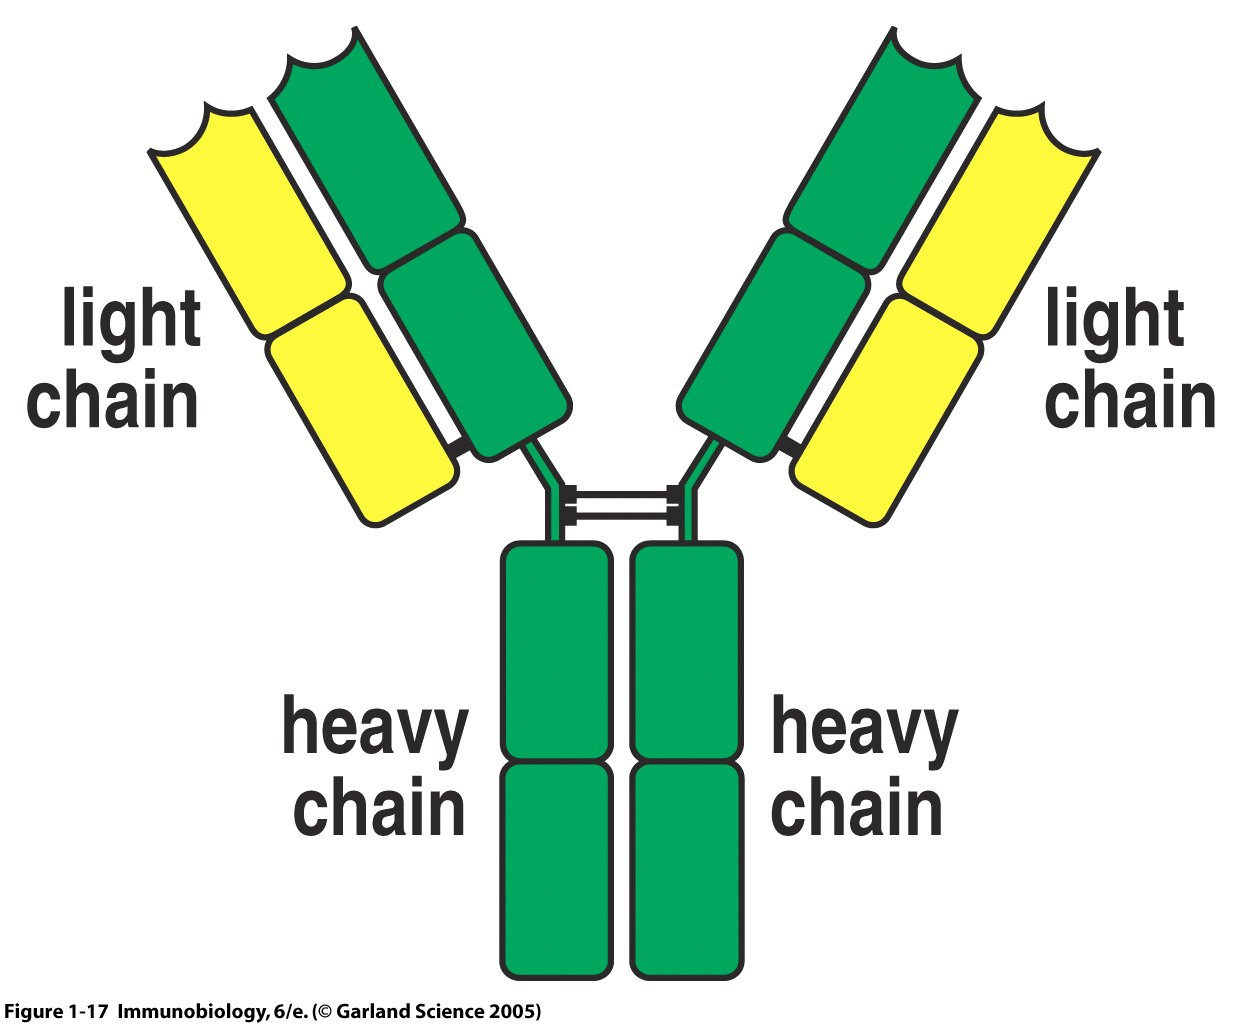 light
chain
light
chain
heavy
chain
heavy
chain
Figure 1-17 Immunobiology, 6/e. (© Garland Science 2005)